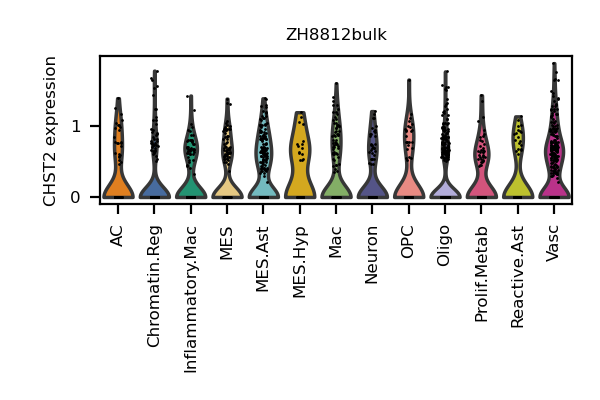 ZH8812bulk
CHST2 expression
1
0
AC
Chromatin.Reg
Inflammatory.Mac
MES
MES.Ast
MES.Hyp
Mac
Neuron
OPC
Oligo
Prolif.Metab
Reactive.Ast
Vasc